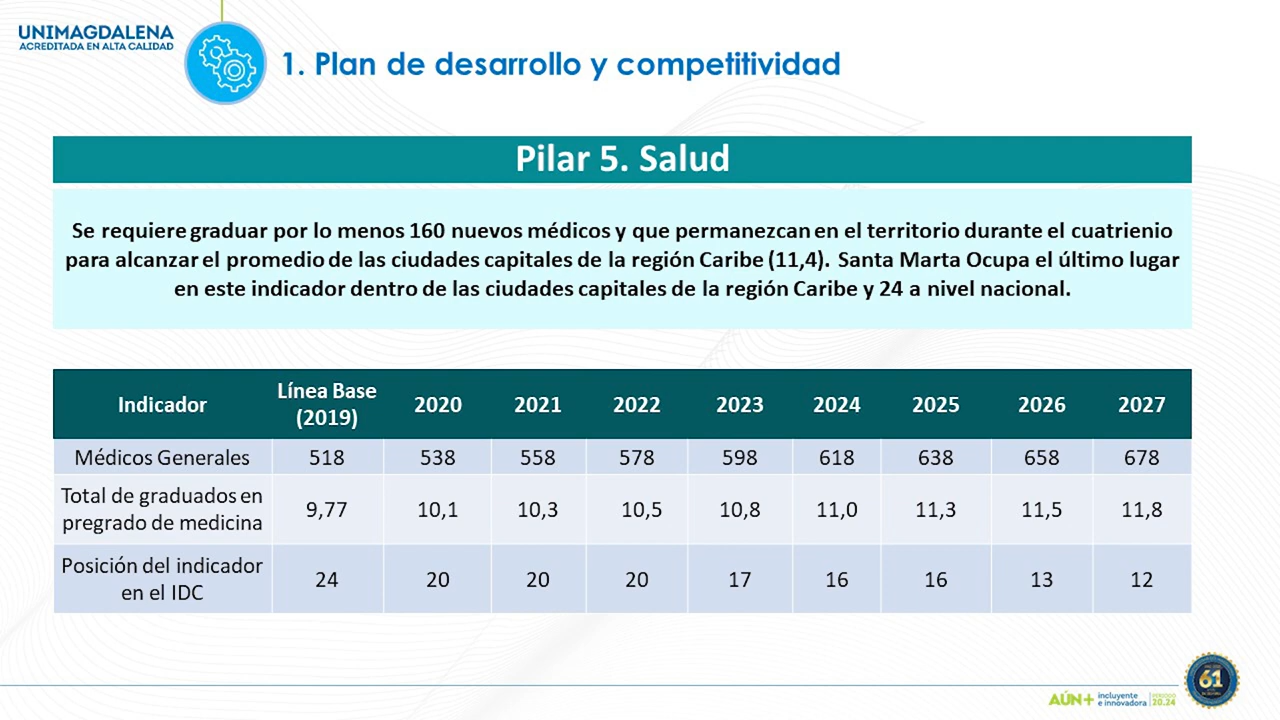 UNIMAGDALENA
ACREDITADA EN ALTA CALIDAD
1. Plan de desarrollo y competitividad
Pilar 5. Salud
Se requiere graduar por lo menos 160 nuevos médicos y que permanezcan en el territorio durante el cuatrienio
para alcanzar el promedio de las ciudades capitales de la región Caribe (11,4). Santa Marta Ocupa el último lugar
en este indicador dentro de las ciudades capitales de la región Caribe y 24 a nivel nacional.
Indicador Línea Base (2019) 2020 2021 2022 2023 2024 2025 2026 2027
Médicos Generales 518 538 558 578 598 618 638 658 678
Total de graduados en pregrado de medicina 9,77 10,1 10,3 10,5 10,8 11,0 11,3 11,5 11,8
Posición del indicador en el IDC 24 20 20 20 17 16 16 13 12
AÚN+ incluyente e innovadora PERIODO 20.24
61